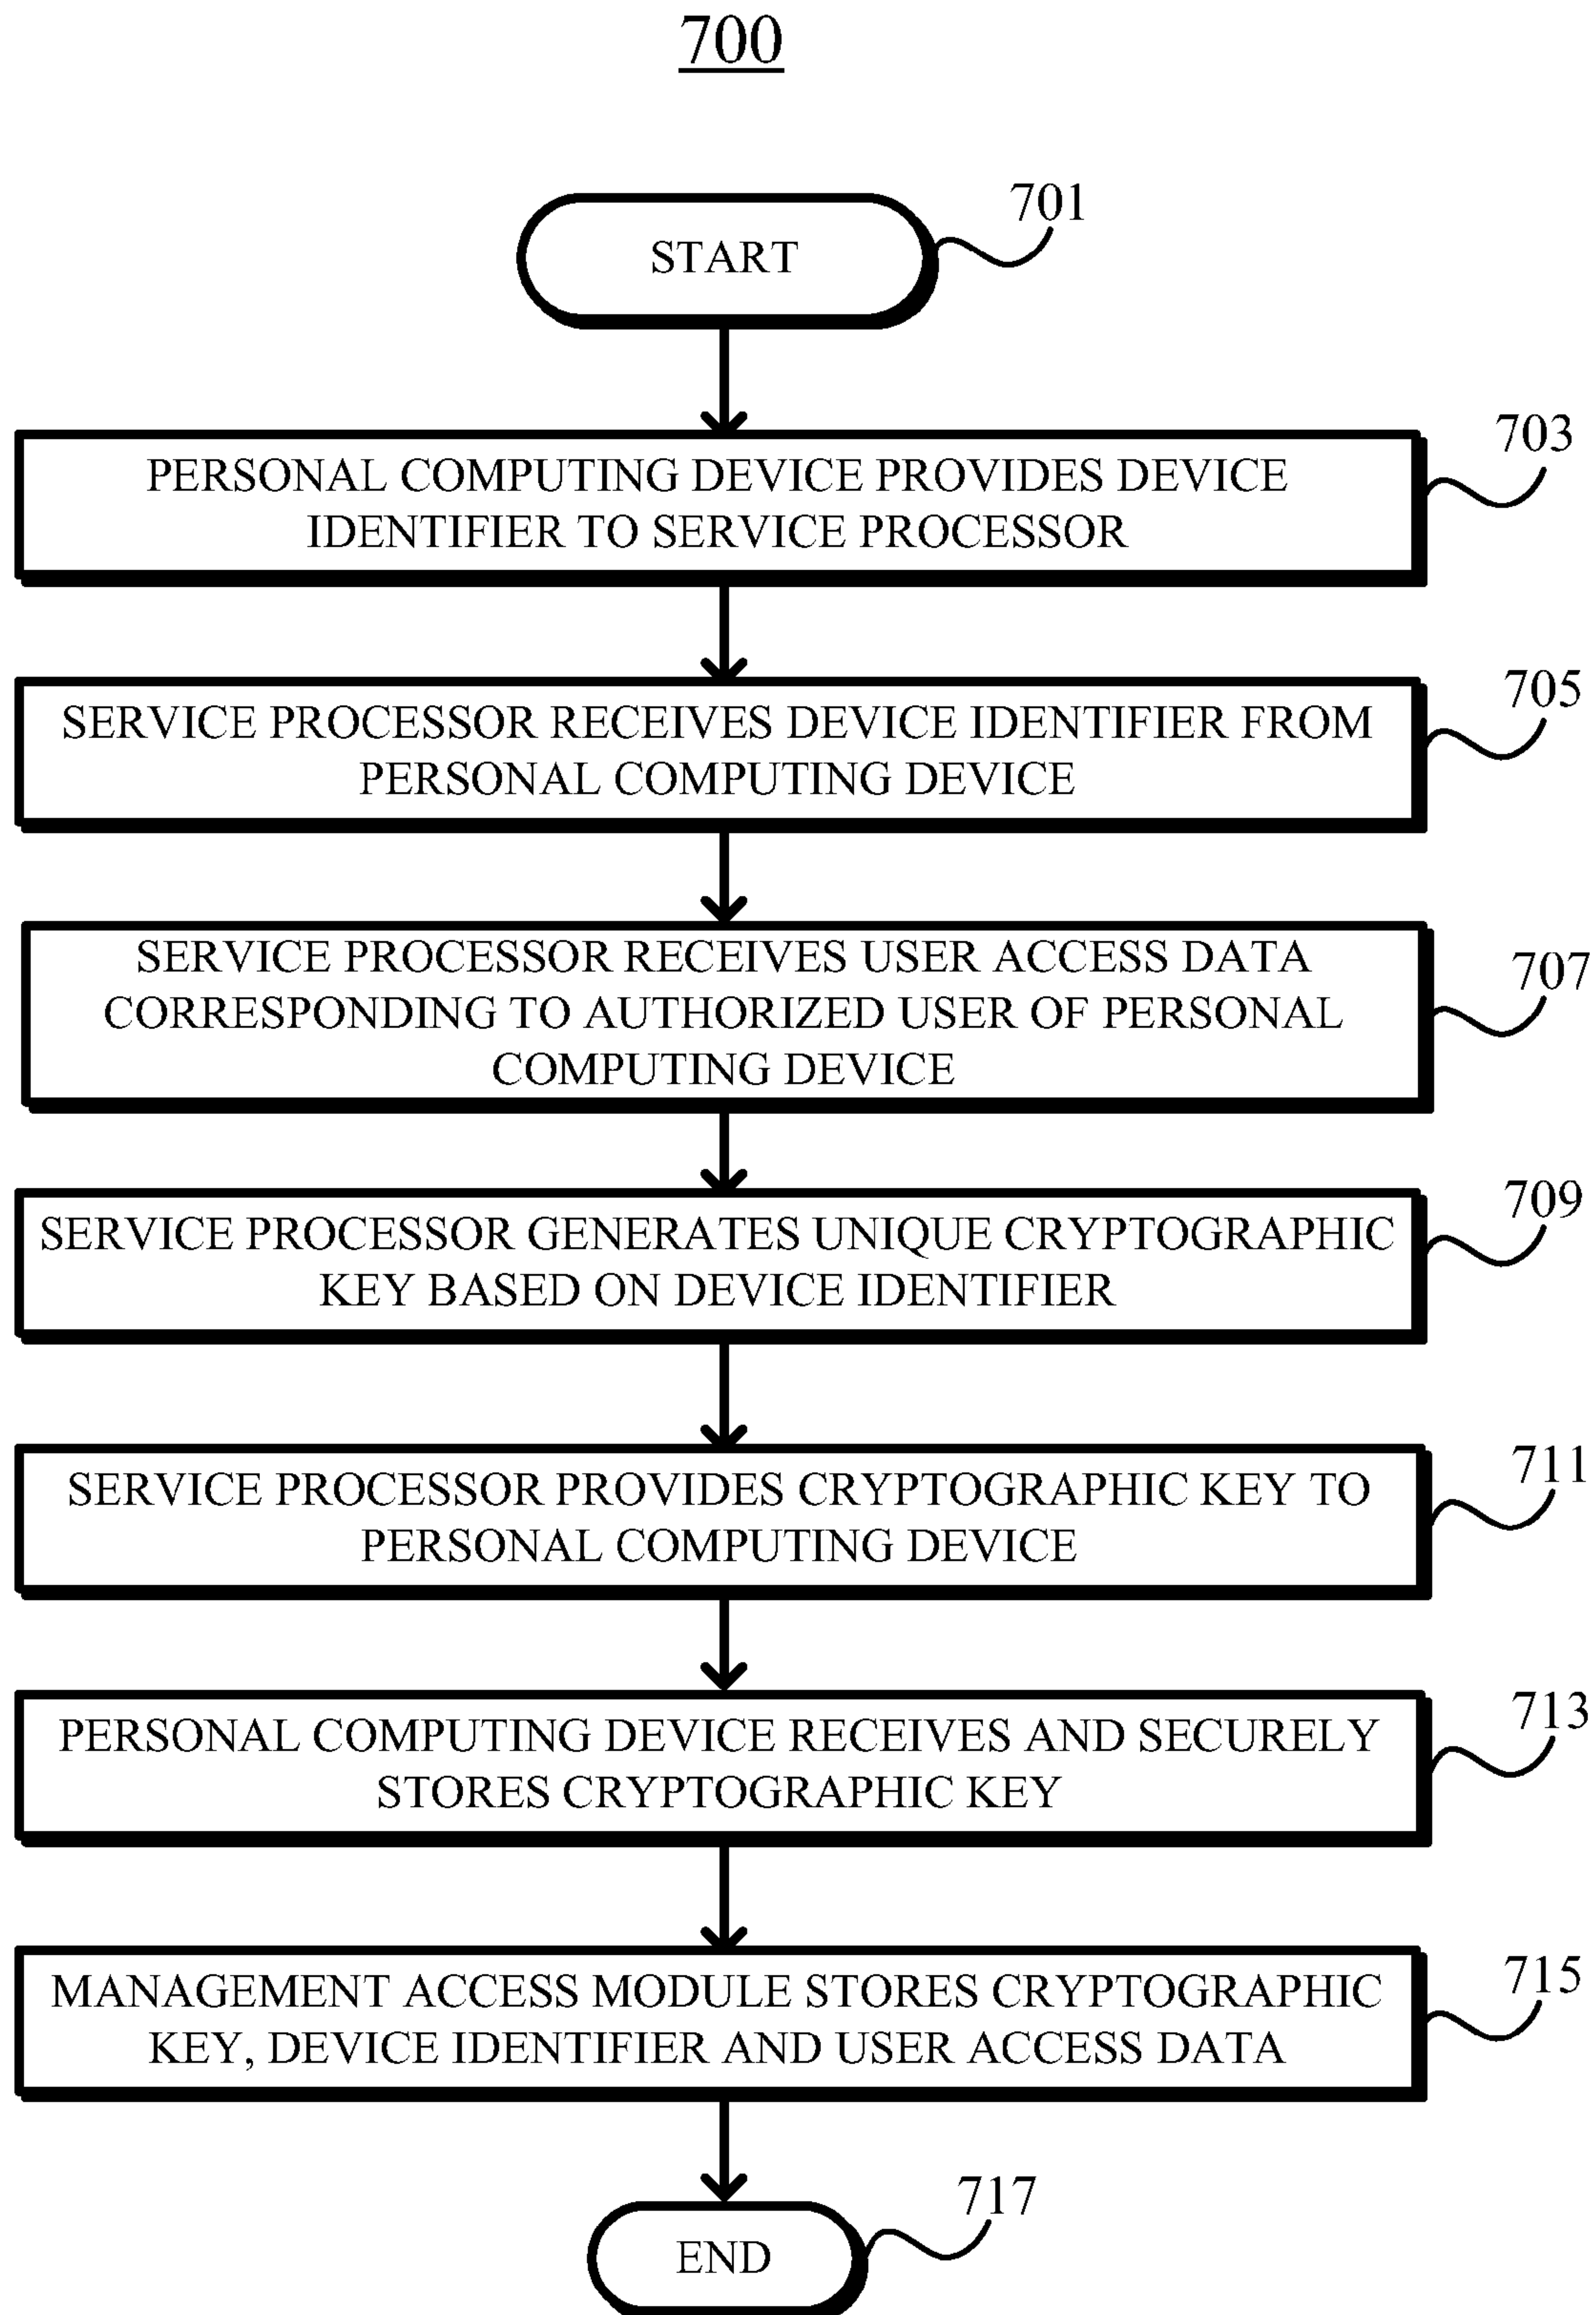 700
701
START
703
PERSONAL COMPUTING DEVICE PROVIDES DEVICE
IDENTIFIER TO SERVICE PROCESSOR
705
SERVICE PROCESSOR RECEIVES DEVICE IDENTIFIER FROM
PERSONAL COMPUTING DEVICE
707
SERVICE PROCESSOR RECEIVES USER ACCESS DATA
CORRESPONDING TO AUTHORIZED USER OF PERSONAL
COMPUTING DEVICE
709
SERVICE PROCESSOR GENERATES UNIQUE CRYPTOGRAPHIC
KEY BASED ON DEVICE IDENTIFIER
711
SERVICE PROCESSOR PROVIDES CRYPTOGRAPHIC KEY TO
PERSONAL COMPUTING DEVICE
713
PERSONAL COMPUTING DEVICE RECEIVES AND SECURELY
STORES CRYPTOGRAPHIC KEY
715
MANAGEMENT ACCESS MODULE STORES CRYPTOGRAPHIC
KEY, DEVICE IDENTIFIER AND USER ACCESS DATA
717
END